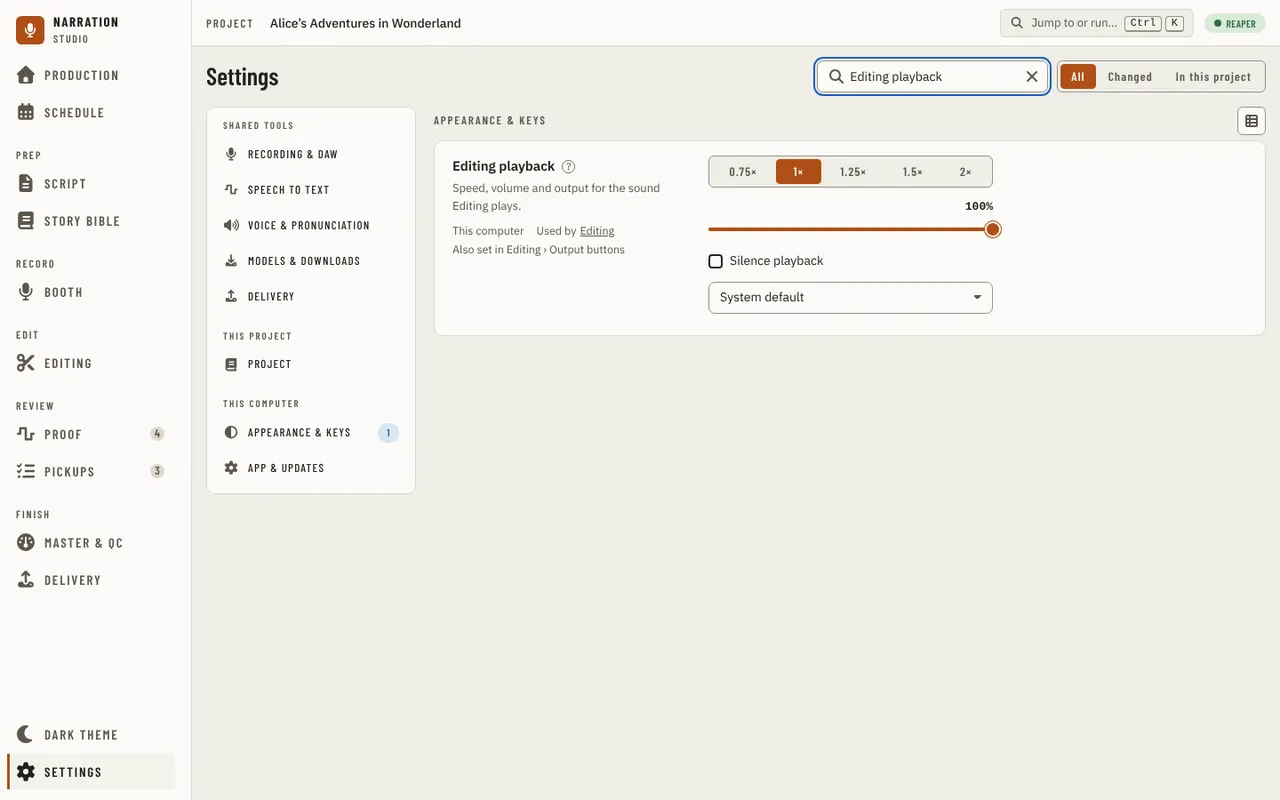 NARRATION
STUDIO
PRODUCTION
SCHEDULE
PREP
SCRIPT
STORY BIBLE
RECORD
BOOTH
EDIT
EDITING
REVIEW
PROOF 4
PICKUPS 3
FINISH
MASTER & QC
DELIVERY
DARK THEME
SETTINGS
PROJECT Alice's Adventures in Wonderland
Jump to or run... Ctrl K
REAPER
Settings
Editing playback
All Changed In this project
SHARED TOOLS
RECORDING & DAW
SPEECH TO TEXT
VOICE & PRONUNCIATION
MODELS & DOWNLOADS
DELIVERY
THIS PROJECT
PROJECT
THIS COMPUTER
APPEARANCE & KEYS 1
APP & UPDATES
APPEARANCE & KEYS
Editing playback ?
Speed, volume and output for the sound
Editing plays.
This computer Used by Editing
Also set in Editing › Output buttons
0.75× 1× 1.25× 1.5× 2×
100%
Silence playback
System default